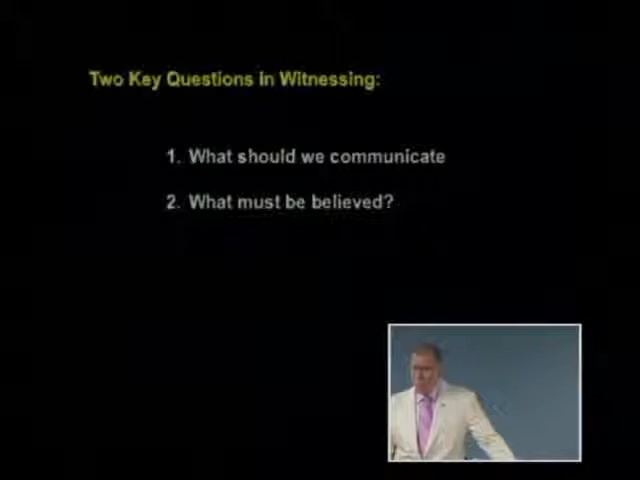 Two Key Questions in Witnessing:
1. What should we communicate
2. What must be believed?